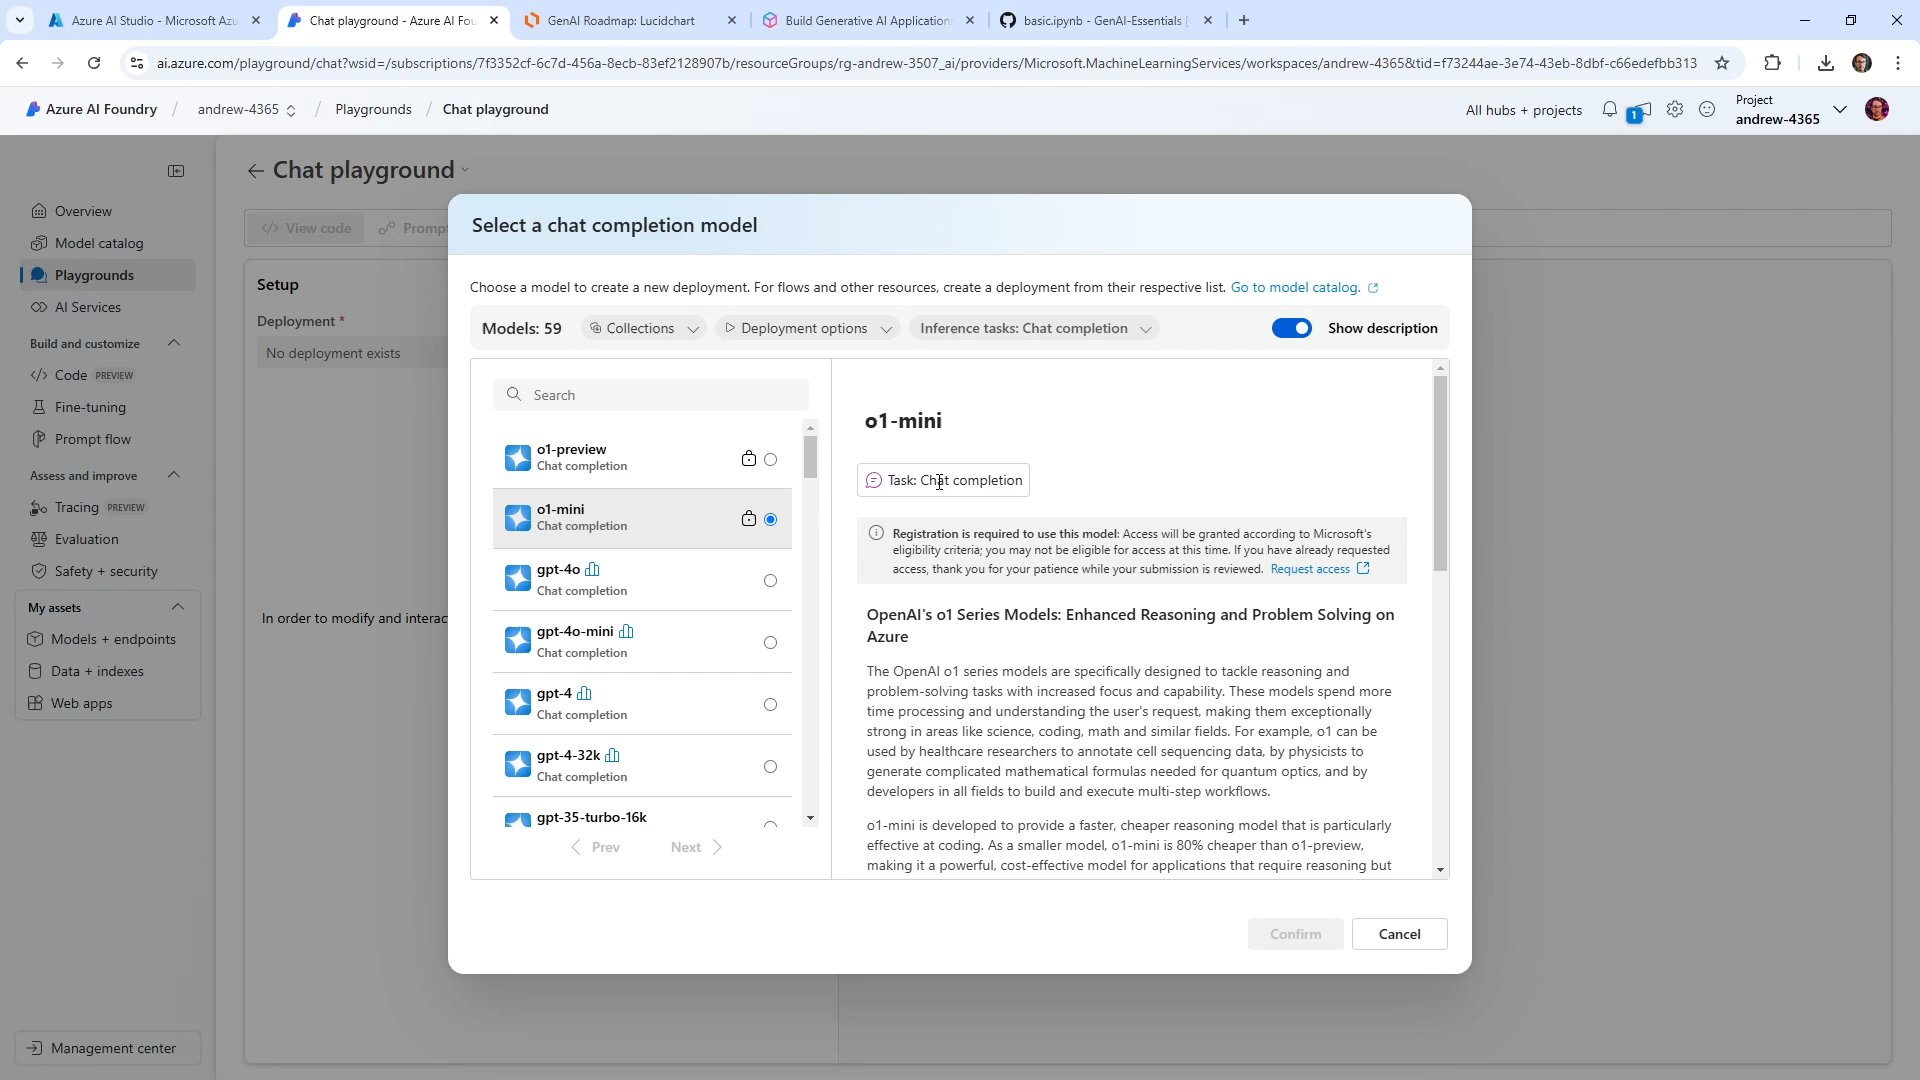 Azure AI Studio - Microsoft Azu
Chat playground - Azure AI Fou
GenAI Roadmap: Lucidchart
Build Generative AI Applications
basic.ipynb - GenAI-Essentials [
ai.azure.com/playground/chat?wsid=/subscriptions/7f3352cf-6c7d-456a-8ecb-83ef2128907b/resourceGroups/rg-andrew-3507_ai/providers/Microsoft.MachineLearningServices/workspaces/andrew-4365&tid=f73244ae-3e74-43eb-8dbf-c66edefbb313
Azure AI Foundry / andrew-4365 / Playgrounds / Chat playground
All hubs + projects
1
Project
andrew-4365
Chat playground
Overview
Model catalog
Playgrounds
AI Services
Build and customize
Code PREVIEW
Fine-tuning
Prompt flow
Assess and improve
Tracing PREVIEW
Evaluation
Safety + security
My assets
Models + endpoints
Data + indexes
Web apps
Management center
View code
Prompt
Setup
Deployment *
No deployment exists
In order to modify and interac
Select a chat completion model
Choose a model to create a new deployment. For flows and other resources, create a deployment from their respective list. Go to model catalog.
Models: 59
Collections
Deployment options
Inference tasks: Chat completion
Show description
Search
o1-preview
Chat completion
o1-mini
Chat completion
gpt-4o
Chat completion
gpt-4o-mini
Chat completion
gpt-4
Chat completion
gpt-4-32k
Chat completion
gpt-35-turbo-16k
Prev
Next
o1-mini
Task: Chat completion
Registration is required to use this model: Access will be granted according to Microsoft's
eligibility criteria; you may not be eligible for access at this time. If you have already requested
access, thank you for your patience while your submission is reviewed. Request access
OpenAI's o1 Series Models: Enhanced Reasoning and Problem Solving on
Azure
The OpenAI o1 series models are specifically designed to tackle reasoning and
problem-solving tasks with increased focus and capability. These models spend more
time processing and understanding the user's request, making them exceptionally
strong in areas like science, coding, math and similar fields. For example, o1 can be
used by healthcare researchers to annotate cell sequencing data, by physicists to
generate complicated mathematical formulas needed for quantum optics, and by
developers in all fields to build and execute multi-step workflows.
o1-mini is developed to provide a faster, cheaper reasoning model that is particularly
effective at coding. As a smaller model, o1-mini is 80% cheaper than o1-preview,
making it a powerful, cost-effective model for applications that require reasoning but
Confirm
Cancel